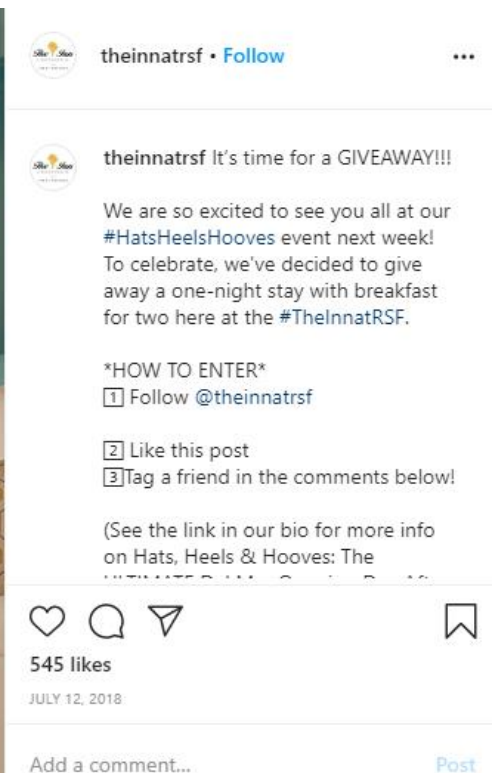 theinnatrsf • Follow
theinnatrsf It's time for a GIVEAWAY!!!
We are so excited to see you all at our
#HatsHeelsHooves event next week!
To celebrate, we've decided to give
away a one-night stay with breakfast
for two here at the #TheInnatRSF.
*HOW TO ENTER*
1 Follow @theinnatrsf
2 Like this post
3Tag a friend in the comments below!
(See the link in our bio for more info
on Hats, Heels & Hooves: The
545 likes
JULY 12, 2018
Add a comment... Post